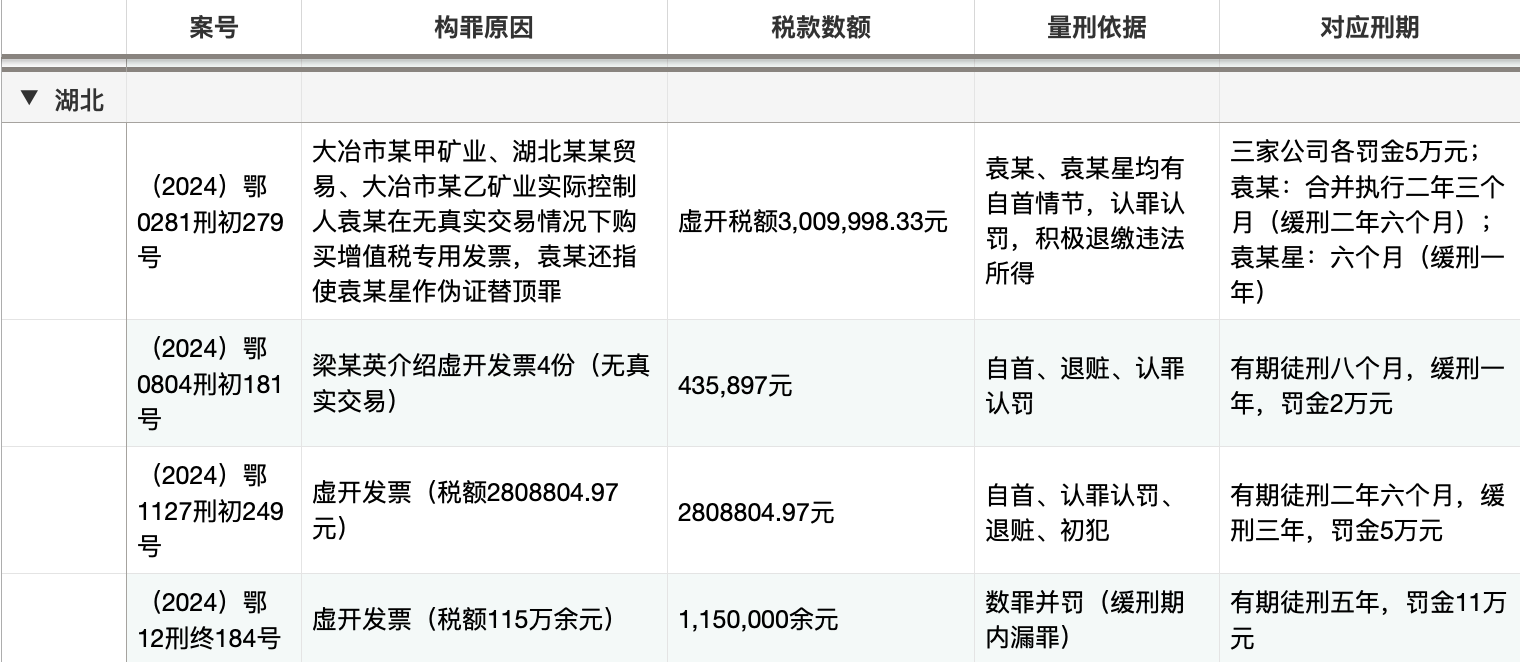 案号
构罪原因
税款数额
量刑依据
对应刑期
▼ 湖北
（2024）鄂
0281刑初279
号
大冶市某甲矿业、湖北某某贸
易、大冶市某乙矿业实际控制
人袁某在无真实交易情况下购
买增值税专用发票，袁某还指
使袁某星作伪证替顶罪
虚开税额3,009,998.33元
袁某、袁某星均有
自首情节，认罪认
罚，积极退缴违法
所得
三家公司各罚金5万元；
袁某：合并执行二年三个
月（缓刑二年六个月）；
袁某星：六个月（缓刑一
年）
（2024）鄂
0804刑初181
号
梁某英介绍虚开发票4份（无真
实交易）
435,897元
自首、退赃、认罪
认罚
有期徒刑八个月，缓刑一
年，罚金2万元
（2024）鄂
1127刑初249
号
虚开发票（税额2808804.97
元）
2808804.97元
自首、认罪认罚、
退赃、初犯
有期徒刑二年六个月，缓
刑三年，罚金5万元
（2024）鄂
12刑终184号
虚开发票（税额115万余元）
1,150,000余元
数罪并罚（缓刑期
内漏罪）
有期徒刑五年，罚金11万
元